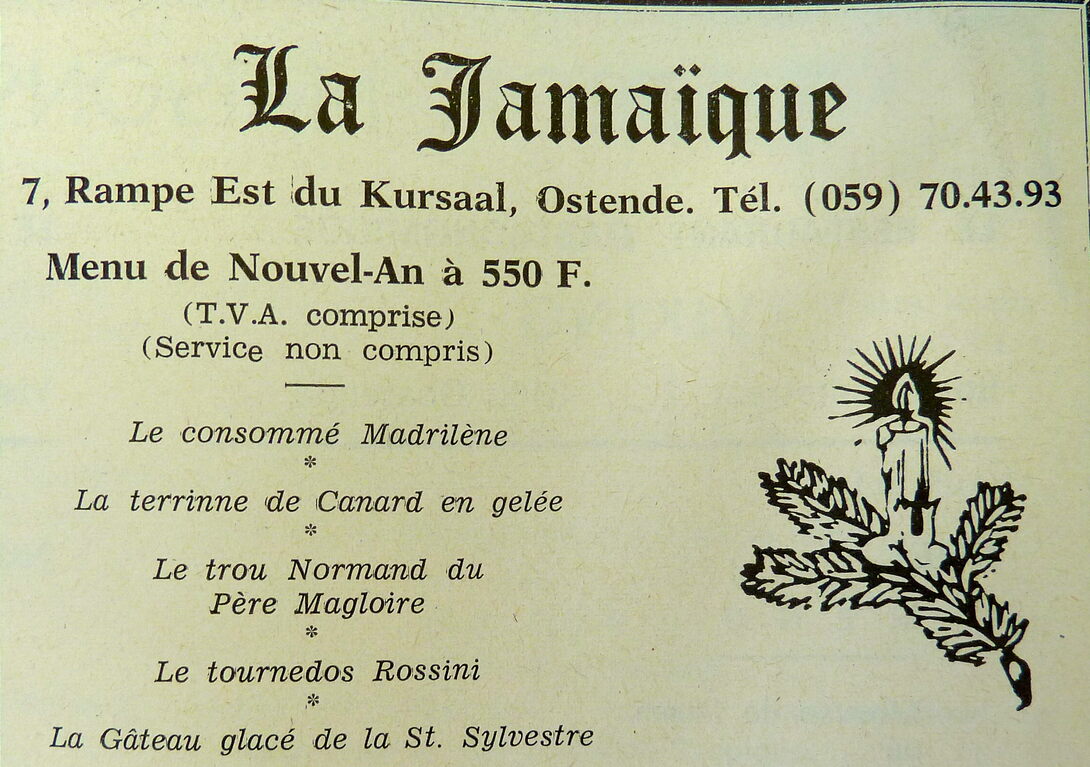 La Jamaïque
7, Rampe Est du Kursaal, Ostende. Tél. (059) 70.43.93
Menu de Nouvel-An à 550 F.
(T.V.A. comprise)
(Service non compris)
Le consommé Madrilène
*
La terrinne de Canard en gelée
*
Le trou Normand du
Père Magloire
*
Le tournedos Rossini
*
La Gâteau glacé de la St. Sylvestre